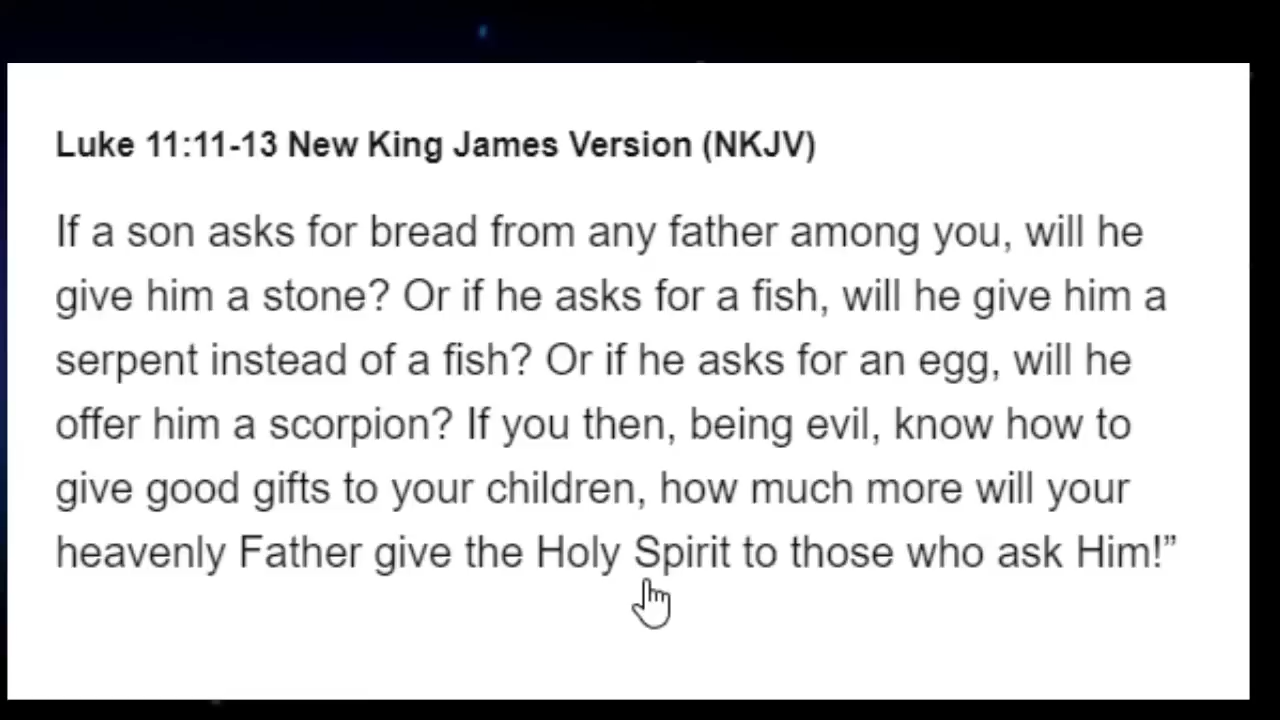 Luke 11:11-13 New King James Version (NKJV)
If a son asks for bread from any father among you, will he
give him a stone? Or if he asks for a fish, will he give him a
serpent instead of a fish? Or if he asks for an egg, will he
offer him a scorpion? If you then, being evil, know how to
give good gifts to your children, how much more will your
heavenly Father give the Holy Spirit to those who ask Him!”